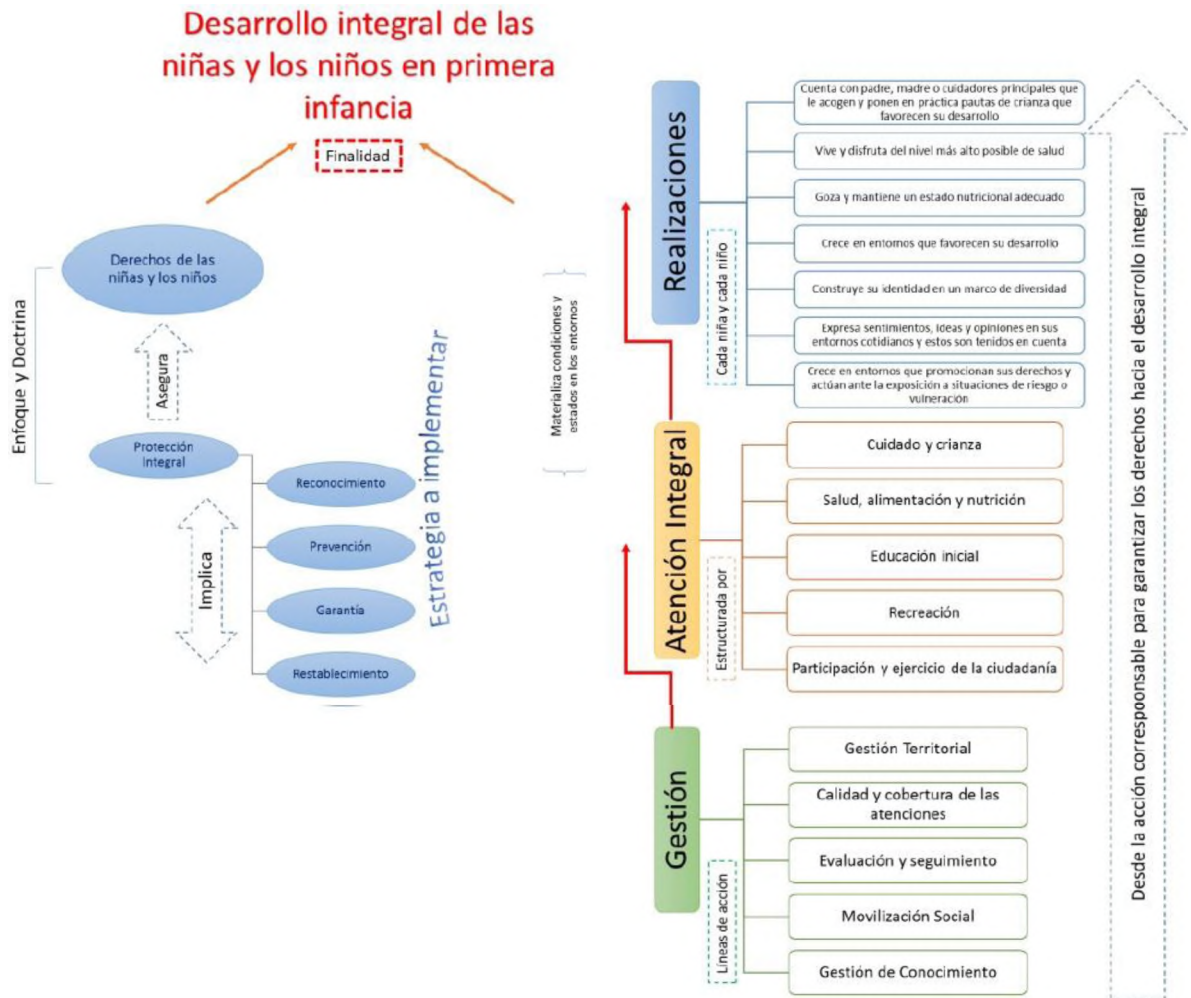 Desarrollo integral de las
niñas y los niños en primera
infancia
Finalidad
Enfoque y Doctrina
Derechos de las
niñas y los niños
Asegura
Protección
Integral
Implica
Reconocimiento
Prevención
Garantía
Restablecimiento
Estrategia a implementar
Materializa condiciones y
estados en los entornos
Realizaciones
Cada niña y cada niño
Cuenta con padre, madre o cuidadores principales que
le acogen y ponen en práctica pautas de crianza que
favorecen su desarrollo
Vive y disfruta del nivel más alto posible de salud
Goza y mantiene un estado nutricional adecuado
Crece en entornos que favorecen su desarrollo
Construye su identidad en un marco de diversidad
Expresa sentimientos, ideas y opiniones en sus
entornos cotidianos y estos son tenidos en cuenta
Crece en entornos que promocionan sus derechos y
actúan ante la exposición a situaciones de riesgo o
vulneración
Atención Integral
Estructurada por
Cuidado y crianza
Salud, alimentación y nutrición
Educación inicial
Recreación
Participación y ejercicio de la ciudadanía
Gestión
Líneas de acción
Gestión Territorial
Calidad y cobertura de las
atenciones
Evaluación y seguimiento
Movilización Social
Gestión de Conocimiento
Desde la acción correspoonsable para garantizar los derechos hacia el desarrollo integral